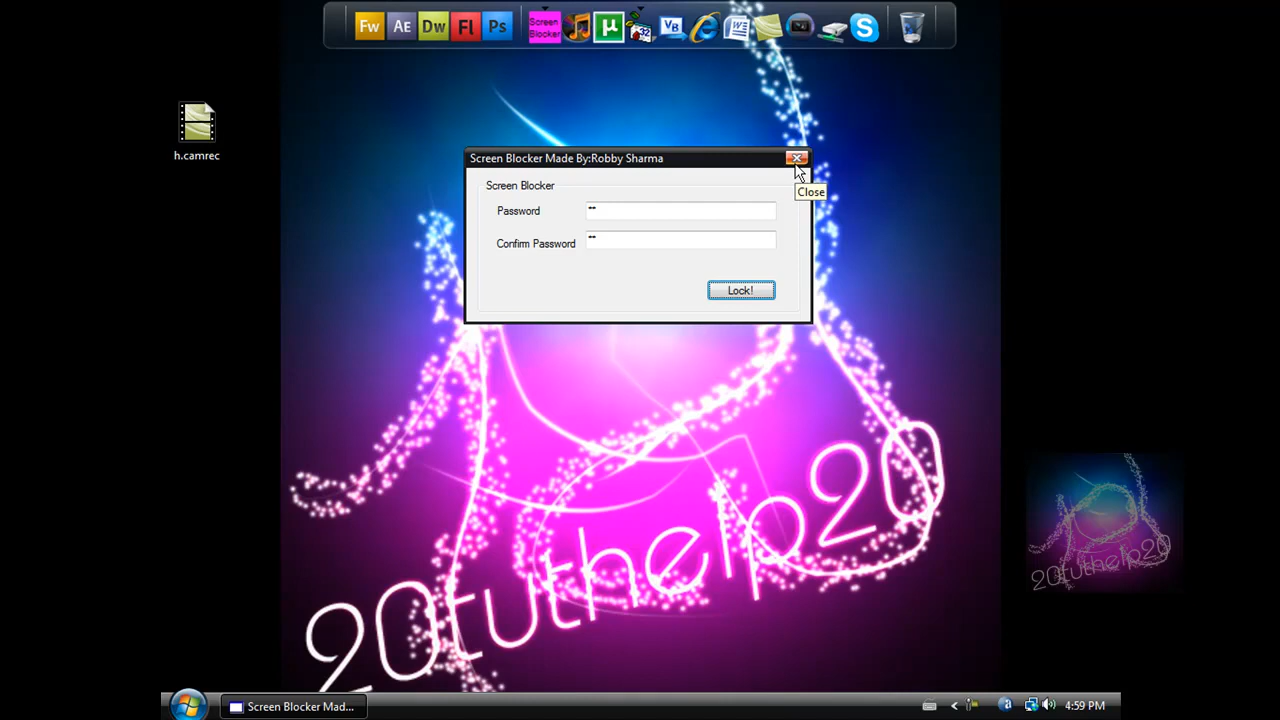 Fw
AE
Dw
Fl
Ps
Screen
Blocker
µ
32
VB
W
S
h.camrec
Screen Blocker Made By:Robby Sharma
Close
Screen Blocker
Password
**
Confirm Password
**
Lock!
20tuthelp20
20tuthelp20
Screen Blocker Mad...
4:59 PM